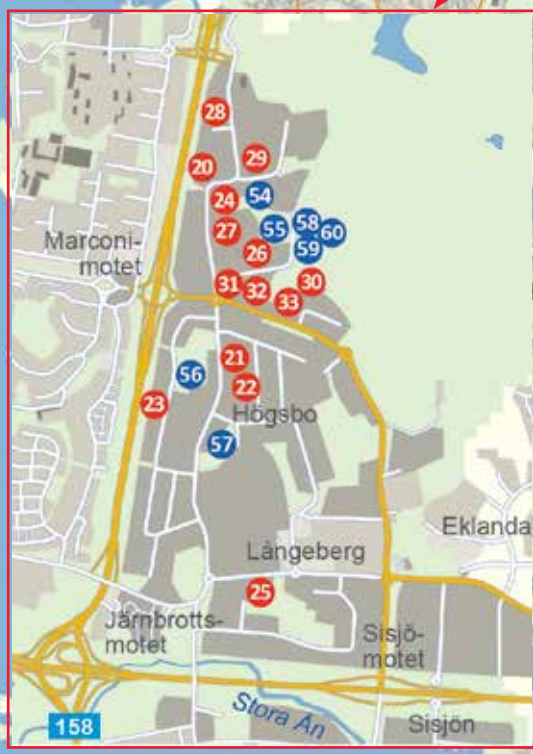 28
29
20
24
54
58
27
55
60
26
59
Marconi-
motet
31
32
30
33
21
56
22
23
Högsbo
57
Eklanda
Långeberg
25
Järnbrotts-
motet
Sisjö-
motet
Stora Ån
158
Sisjön